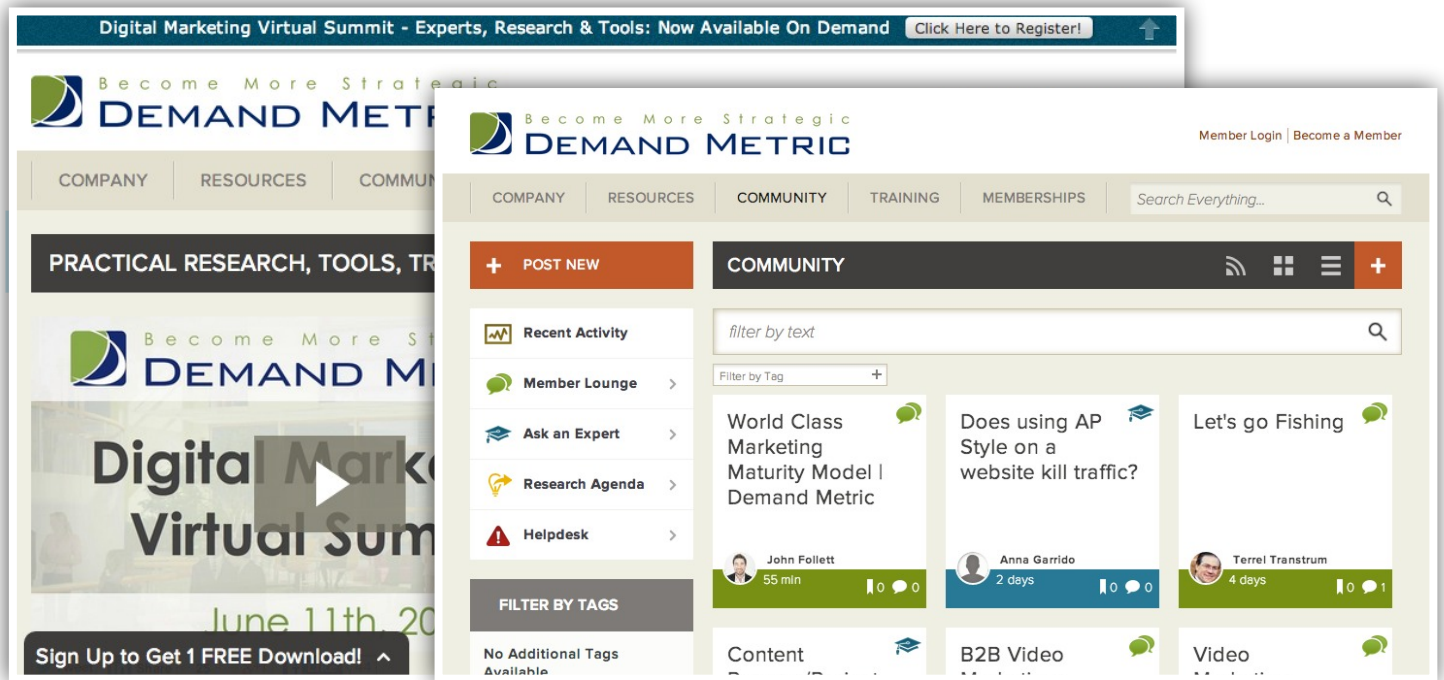 Digital Marketing Virtual Summit - Experts, Research & Tools: Now Available On Demand Click Here to Register!
Become More Strategic
DEMAND METR
COMPANY RESOURCES
PRACTICAL RESEARCH, TOOLS,
Become More
DEMAND
Digital
Virtual
June 11th,
Sign Up to Get 1 FREE Download!
Become More Strategic
DEMAND METRIC
Member Login | Become a Member
COMPANY RESOURCES COMMUNITY TRAINING MEMBERSHIPS Search Everything...
+ POST NEW
Recent Activity
Member Lounge >
Ask an Expert >
Research Agenda >
Helpdesk >
FILTER BY TAGS
No Additional Tags
Available
COMMUNITY +
filter by text
Filter by Tag +
World Class
Marketing
Maturity Model |
Demand Metric
John Follett
55 min 0 0
Does using AP
Style on a
website kill traffic?
Anna Garrido
2 days 0 0
Let's go Fishing
Terrel Transtrum
4 days 0 1
Content
B2B Video
Video